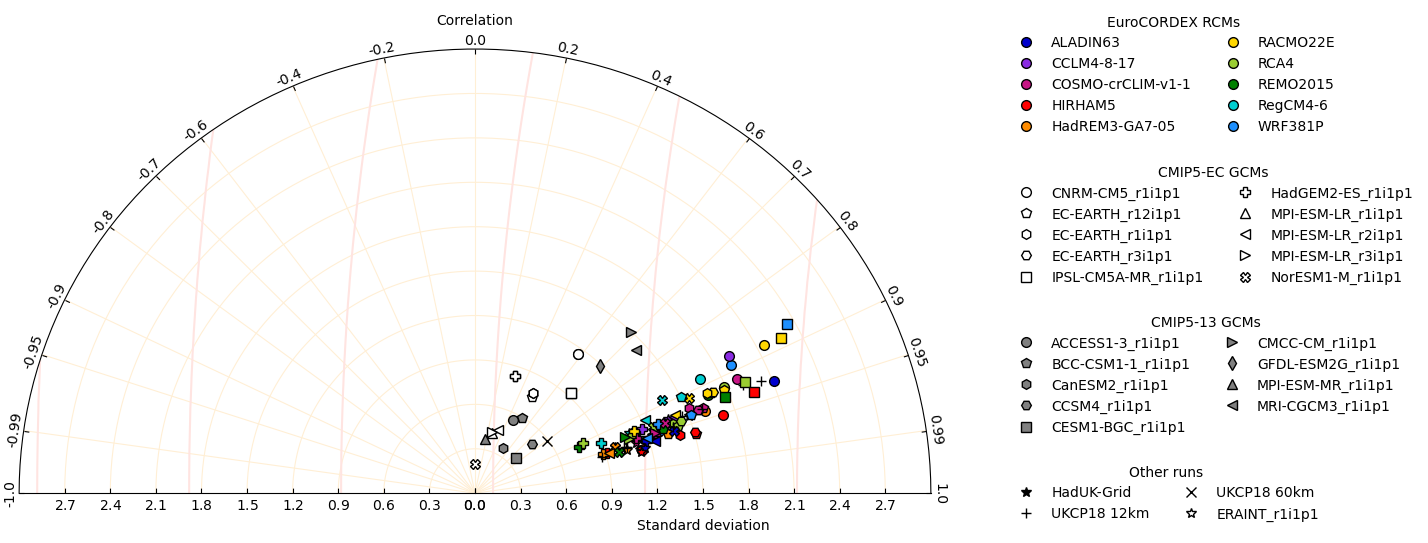 Correlation
-1.0
-0.99
-0.95
-0.9
-0.8
-0.7
-0.6
-0.4
-0.2
0.0
0.2
0.4
0.6
0.7
0.8
0.9
0.95
0.99
1.0
2.7 2.4 2.1 1.8 1.5 1.2 0.9 0.6 0.3 0.0 0.3 0.6 0.9 1.2 1.5 1.8 2.1 2.4 2.7
Standard deviation
EuroCORDEX RCMs
ALADIN63 RACMO22E
CCLM4-8-17 RCA4
COSMO-crCLIM-v1-1 REMO2015
HIRHAM5 RegCM4-6
HadREM3-GA7-05 WRF381P
CMIP5-EC GCMs
CNRM-CM5_r1i1p1 HadGEM2-ES_r1i1p1
EC-EARTH_r12i1p1 MPI-ESM-LR_r1i1p1
EC-EARTH_r1i1p1 MPI-ESM-LR_r2i1p1
EC-EARTH_r3i1p1 MPI-ESM-LR_r3i1p1
IPSL-CM5A-MR_r1i1p1 NorESM1-M_r1i1p1
CMIP5-13 GCMs
ACCESS1-3_r1i1p1 CMCC-CM_r1i1p1
BCC-CSM1-1_r1i1p1 GFDL-ESM2G_r1i1p1
CanESM2_r1i1p1 MPI-ESM-MR_r1i1p1
CCSM4_r1i1p1 MRI-CGCM3_r1i1p1
CESM1-BGC_r1i1p1
Other runs
HadUK-Grid UKCP18 60km
UKCP18 12km ERAINT_r1i1p1